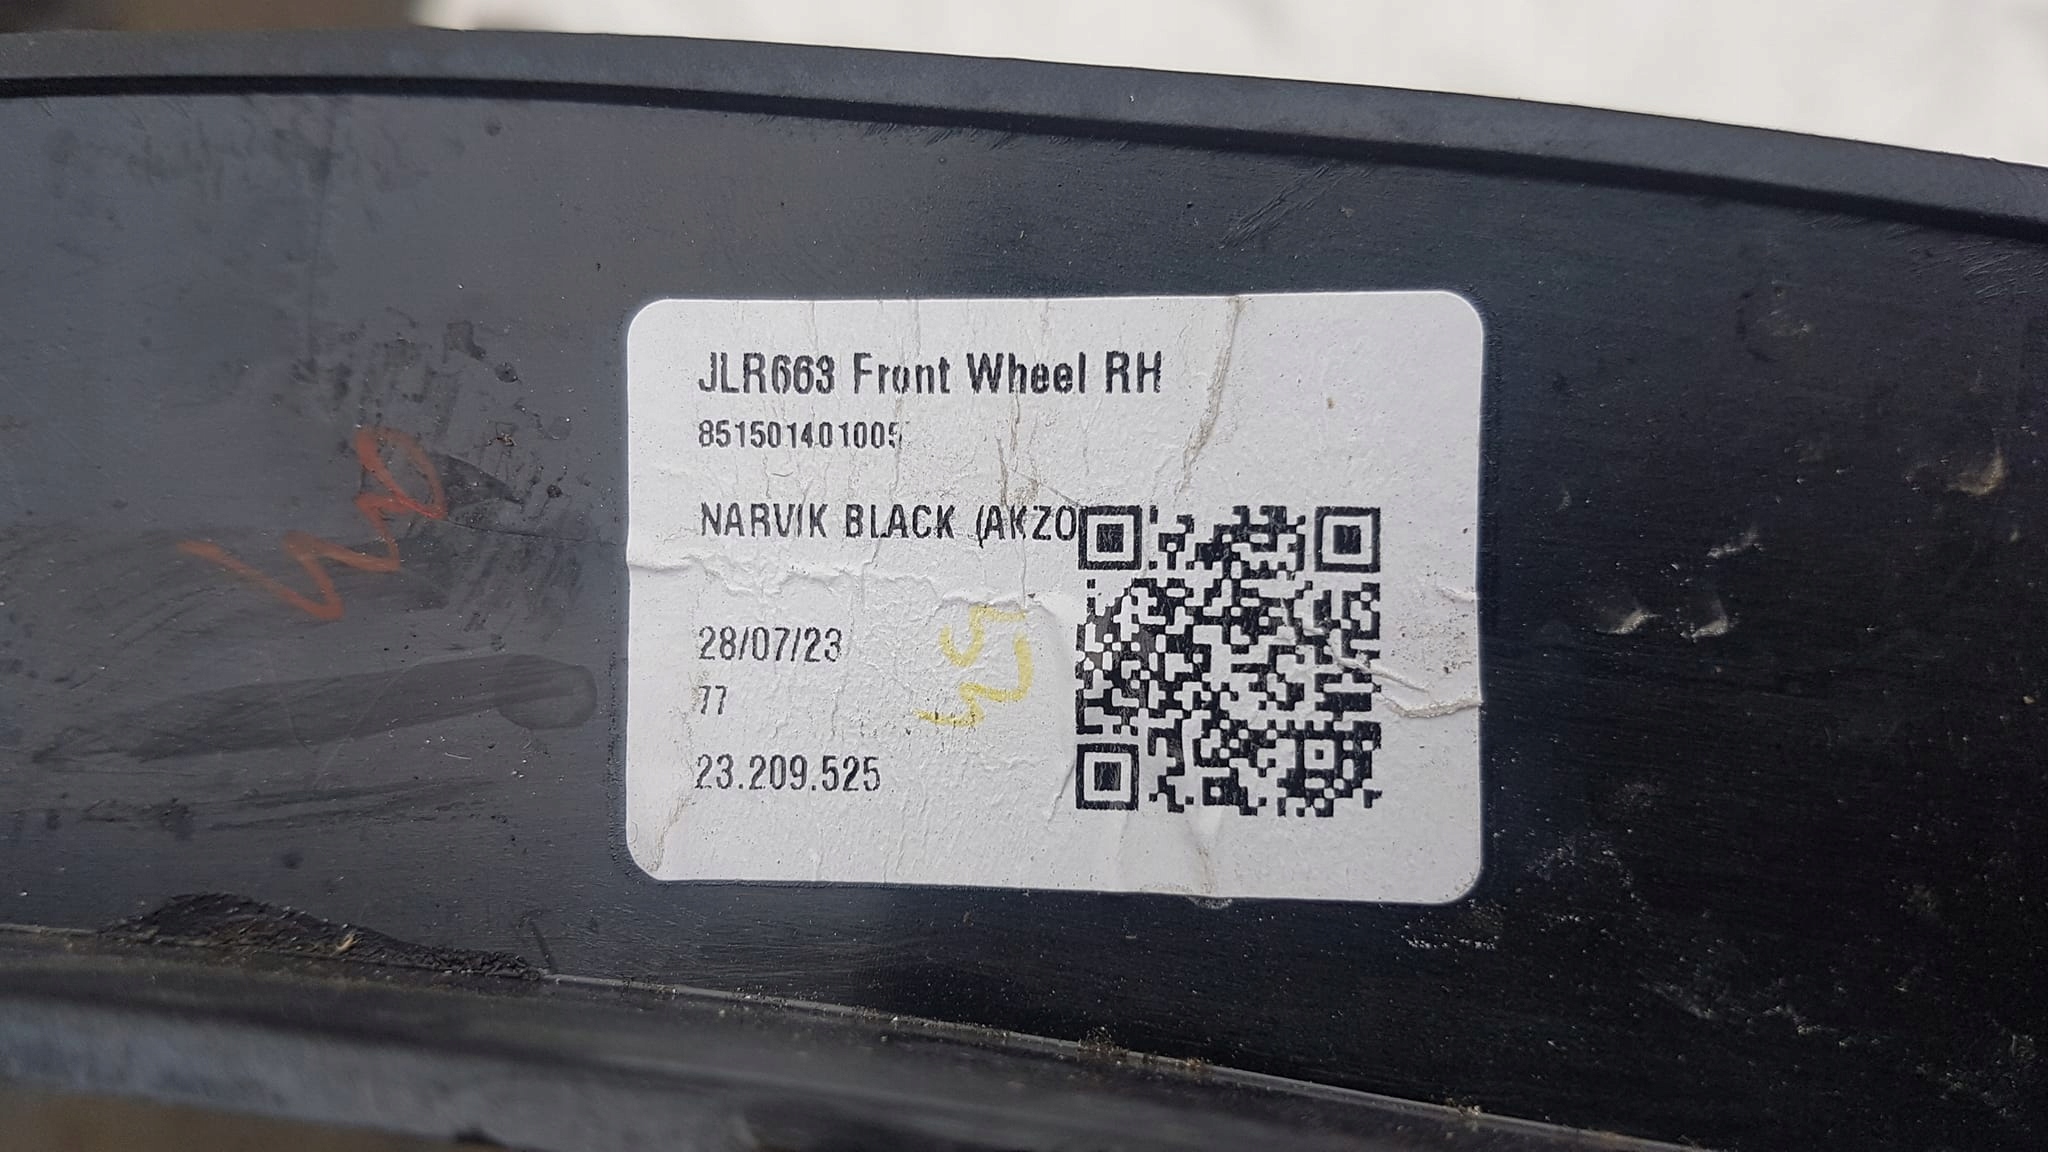 JLR663 Front Wheel RH
851501401005
NARVIK BLACK (AKZO
28/07/23
77
23.209.525